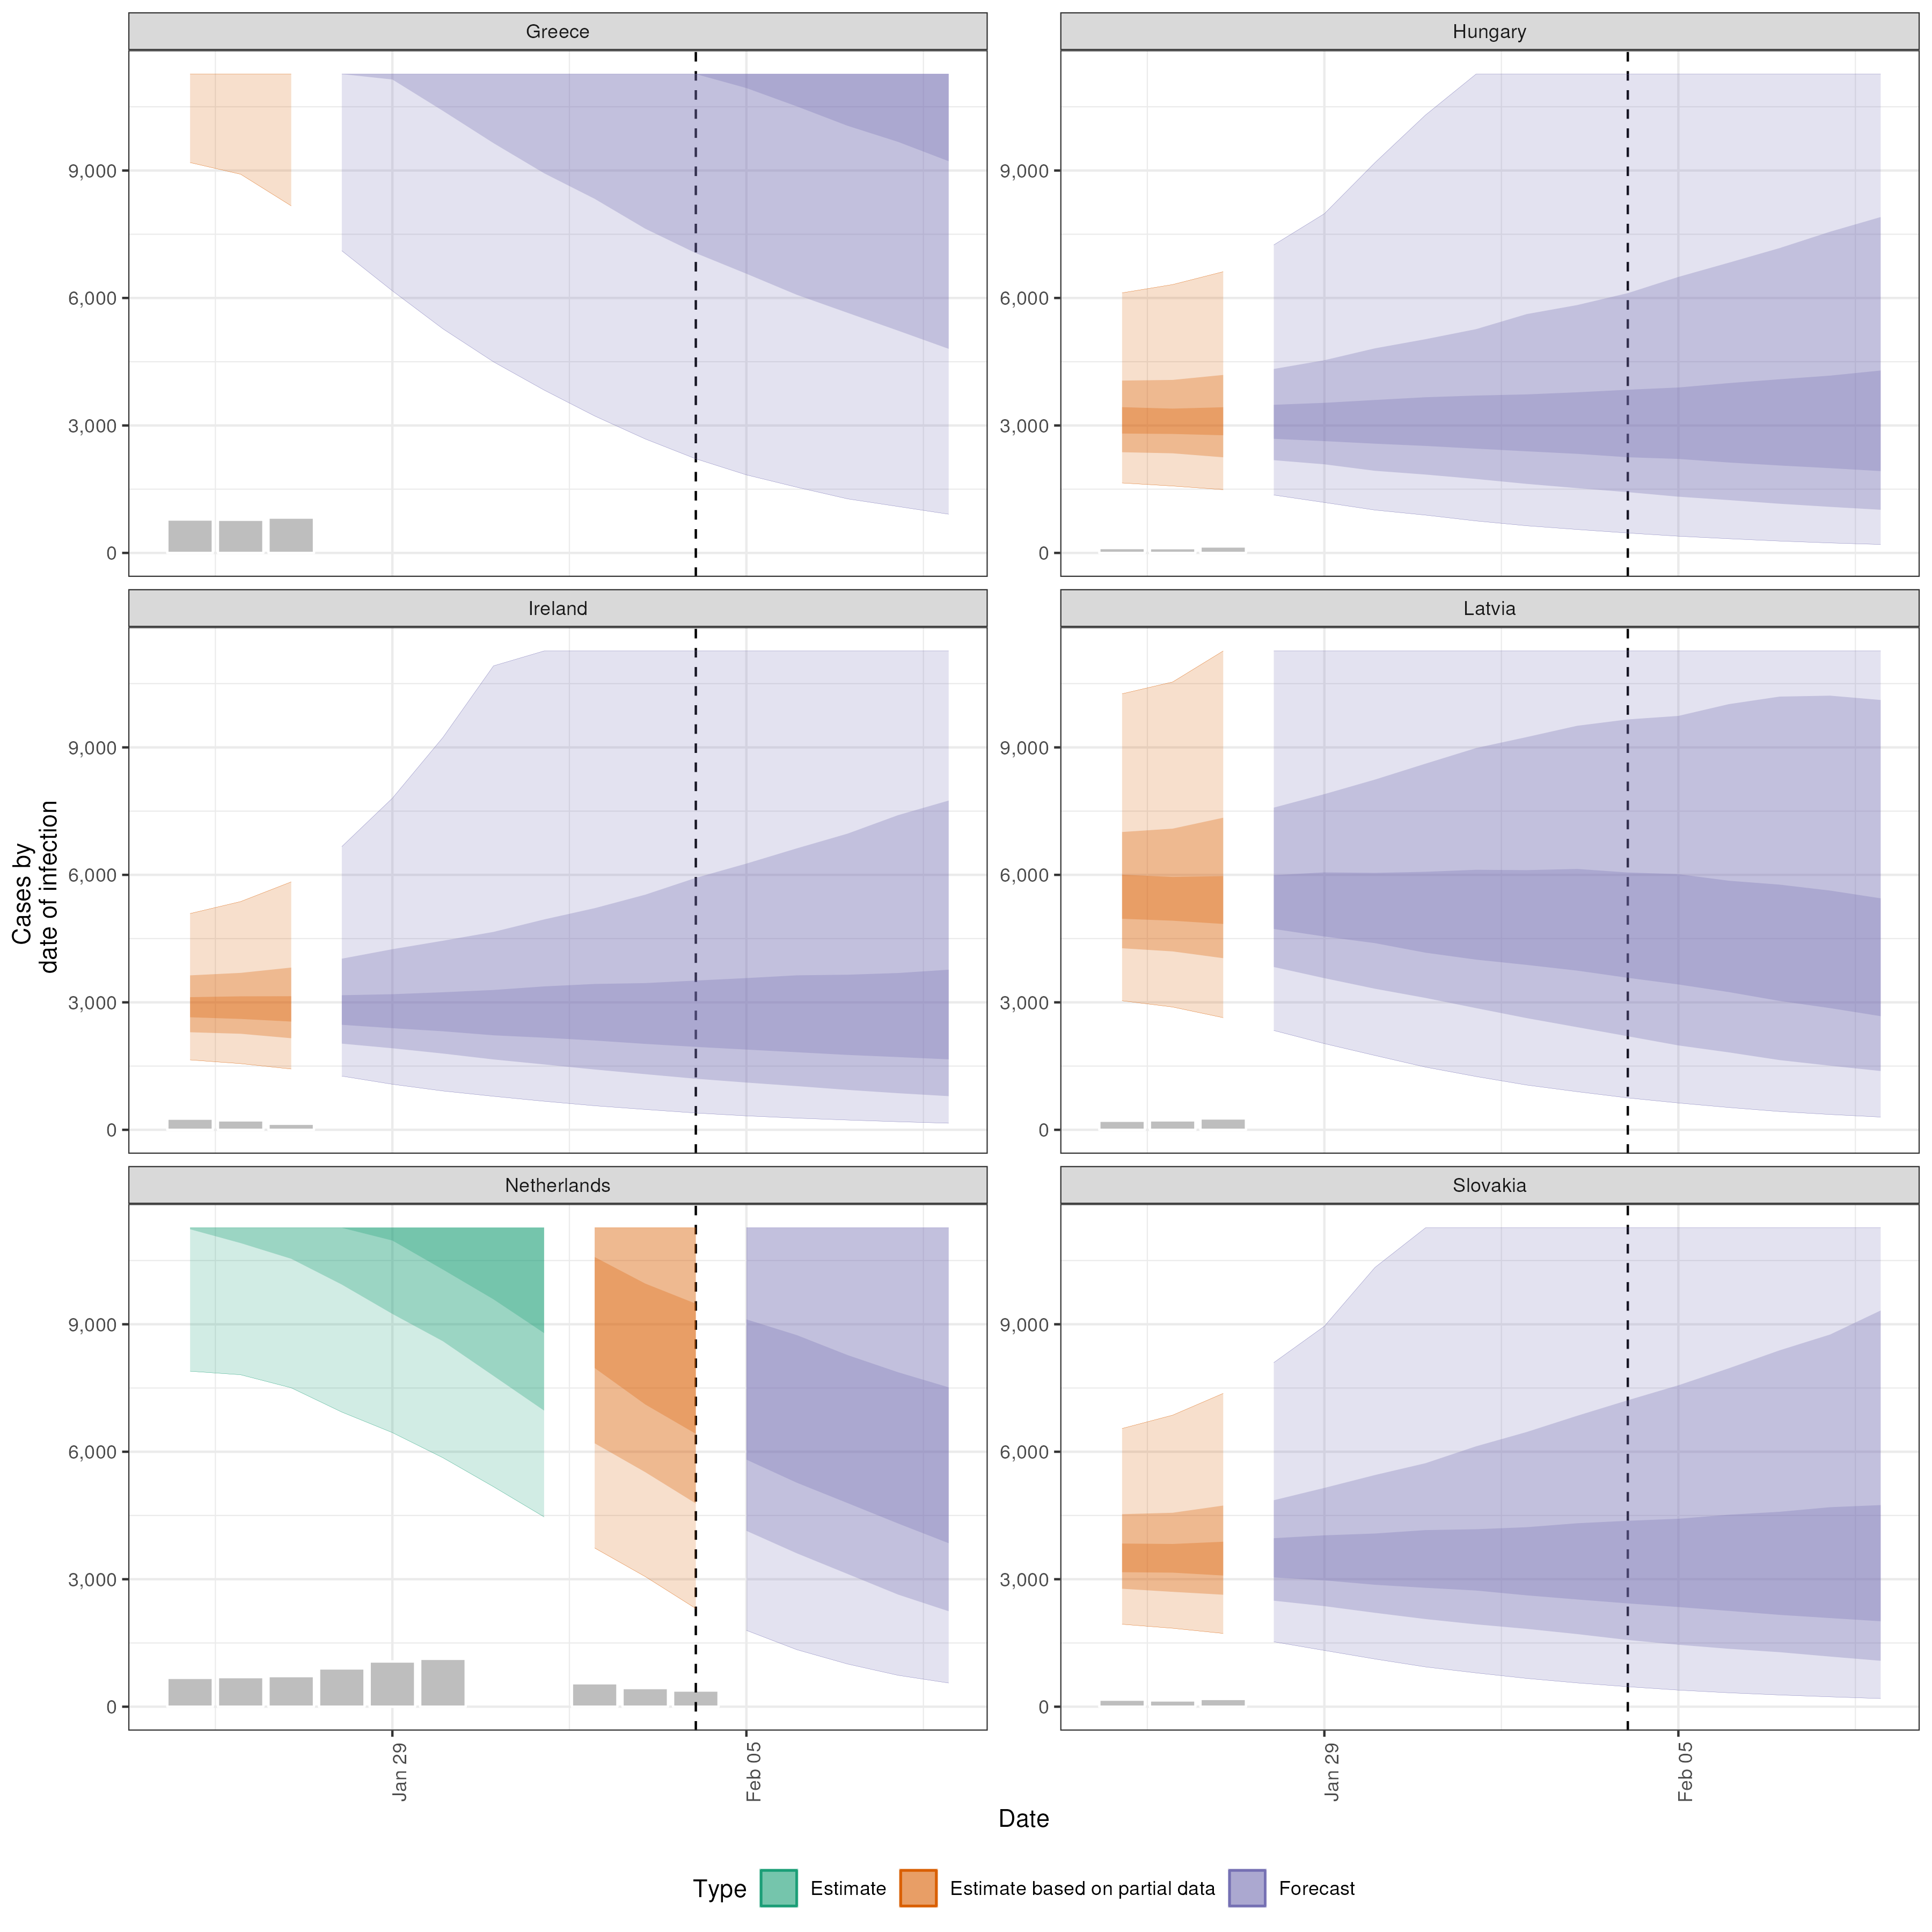 Greece
Hungary
9,000
6,000
3,000
0
9,000
6,000
3,000
0
Ireland
Latvia
9,000
6,000
3,000
0
9,000
6,000
3,000
0
Cases by
date of infection
Netherlands
Slovakia
9,000
6,000
3,000
0
9,000
6,000
3,000
0
Jan 29
Feb 05
Jan 29
Feb 05
Date
Type
Estimate
Estimate based on partial data
Forecast